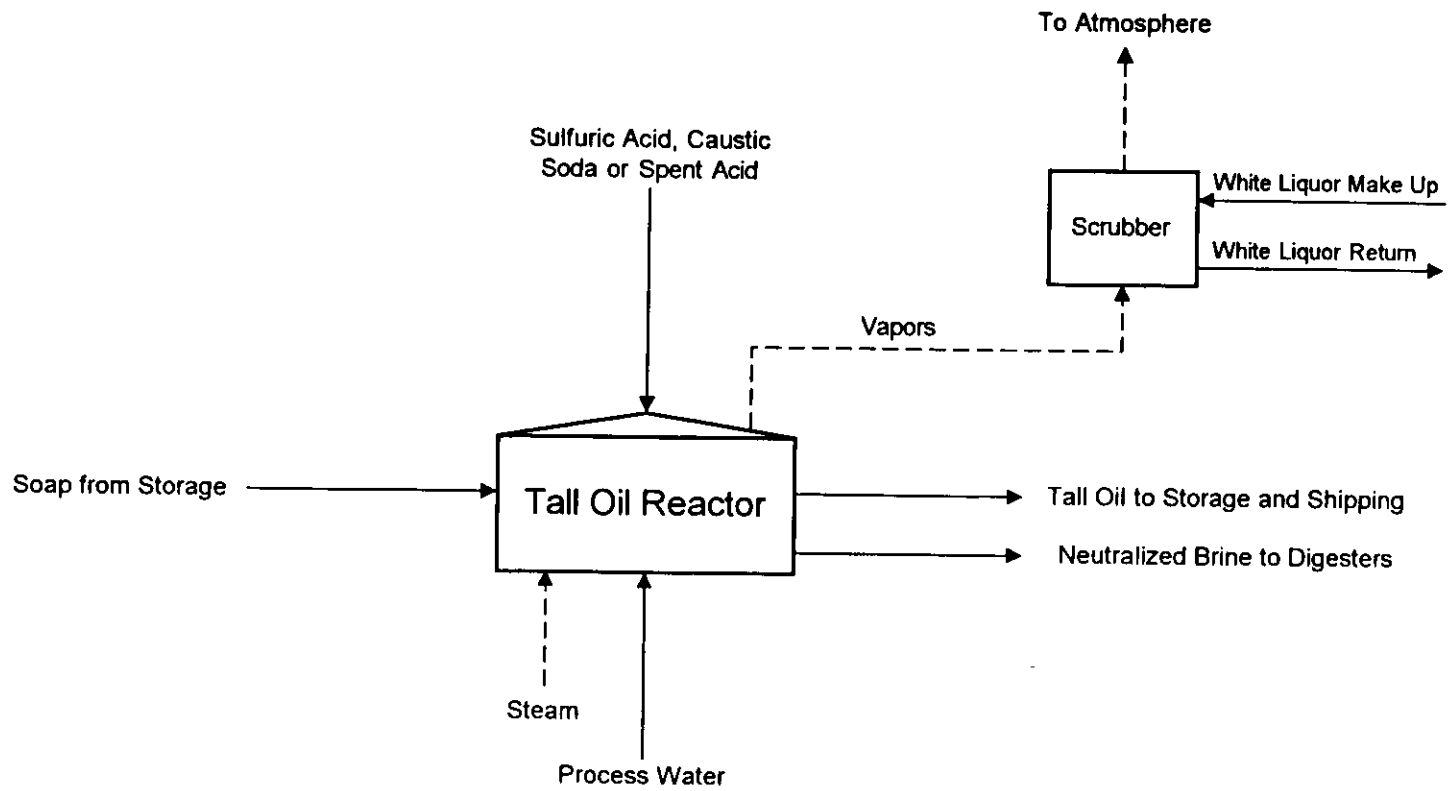 To Atmosphere
Sulfuric Acid, Caustic
Soda or Spent Acid
White Liquor Make Up
Scrubber
White Liquor Return
Vapors
Soap from Storage
Tall Oil Reactor
Tall Oil to Storage and Shipping
Neutralized Brine to Digesters
Steam
Process Water